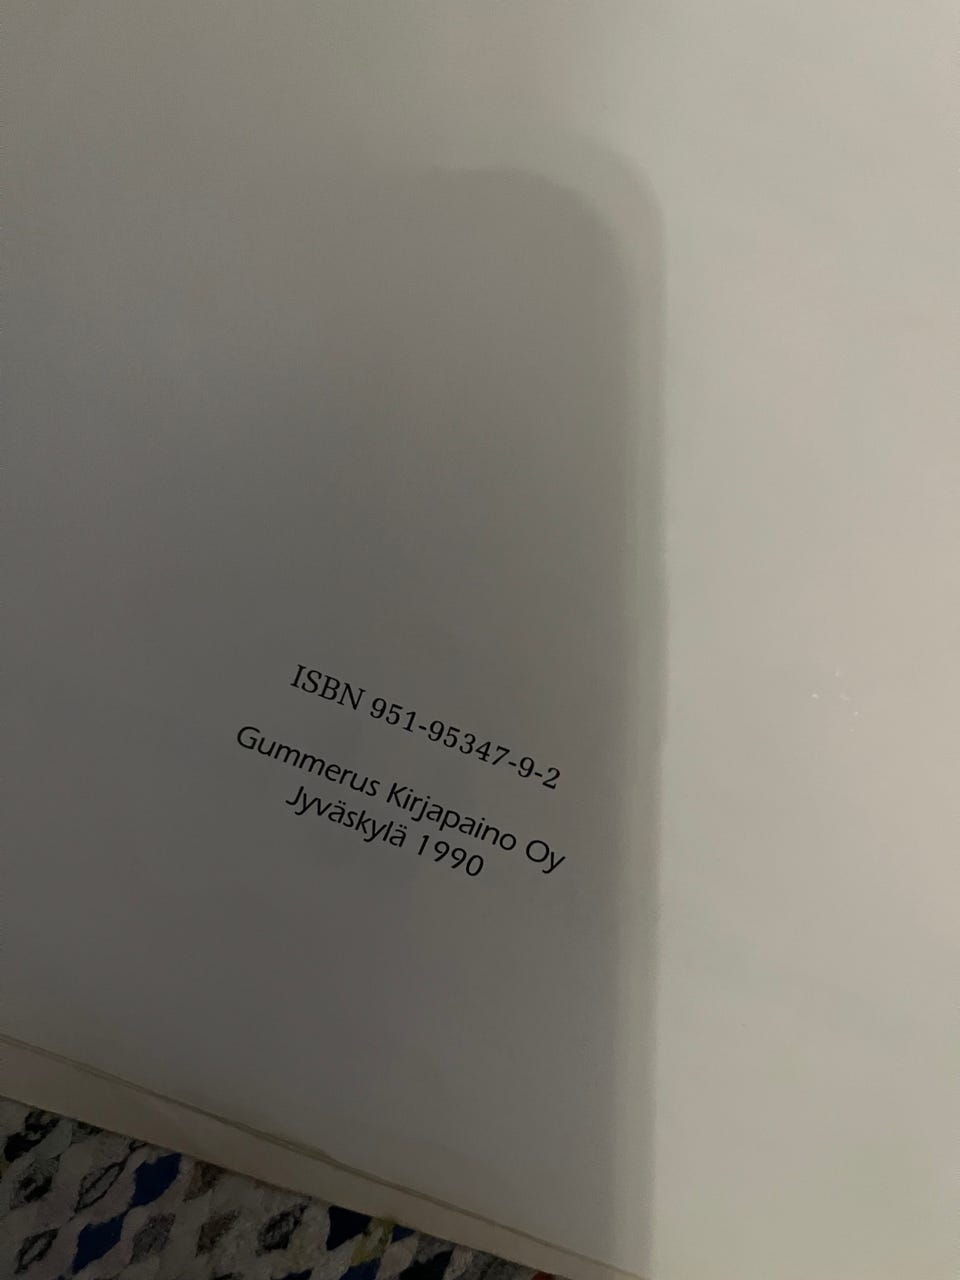 ISBN 951-95347-9-2
Gummerus Kirjapaino Oy
Jyväskylä 1990